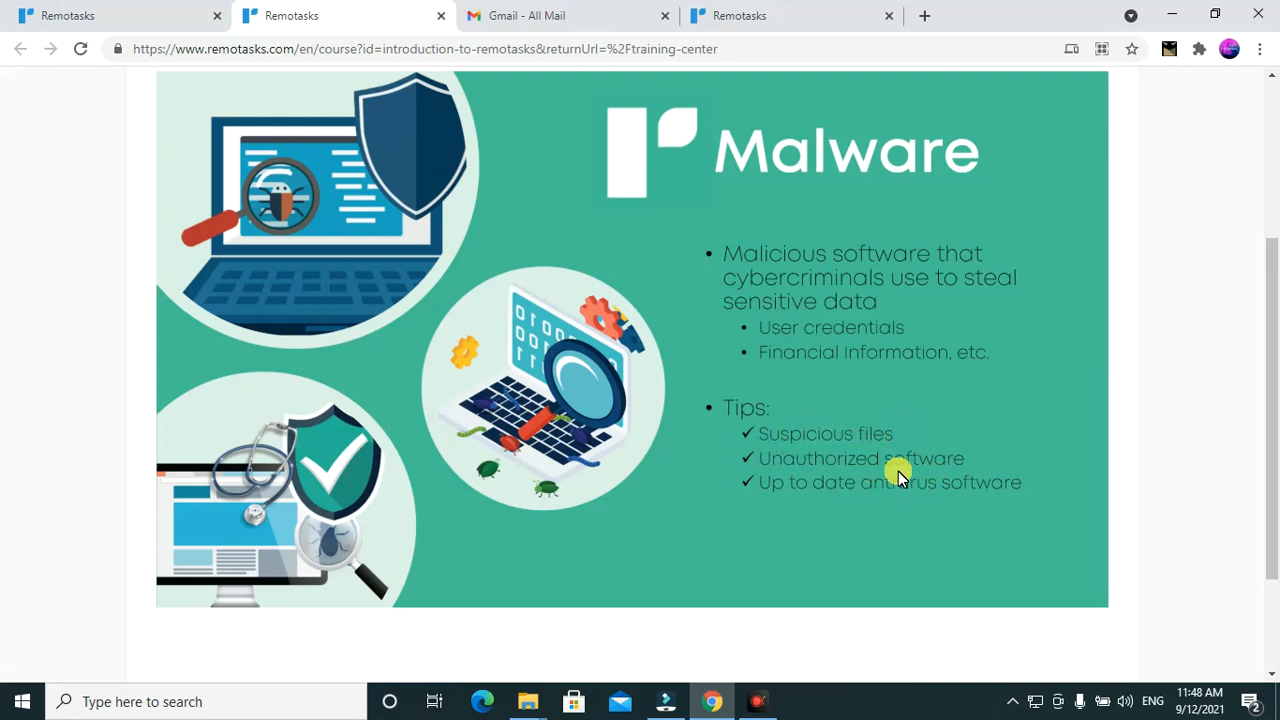 Remotasks
Remotasks
Gmail - All Mail
Remotasks
https://www.remotasks.com/en/course?id=introduction-to-remotasks&returnUrl=%2Ftraining-center
Malware
• Malicious software that
cybercriminals use to steal
sensitive data
• User credentials
• Financial Information, etc.
• Tips:
✓ Suspicious files
✓ Unauthorized software
✓ Up to date antivirus software
Type here to search
ENG
11:48 AM
9/12/2021
2